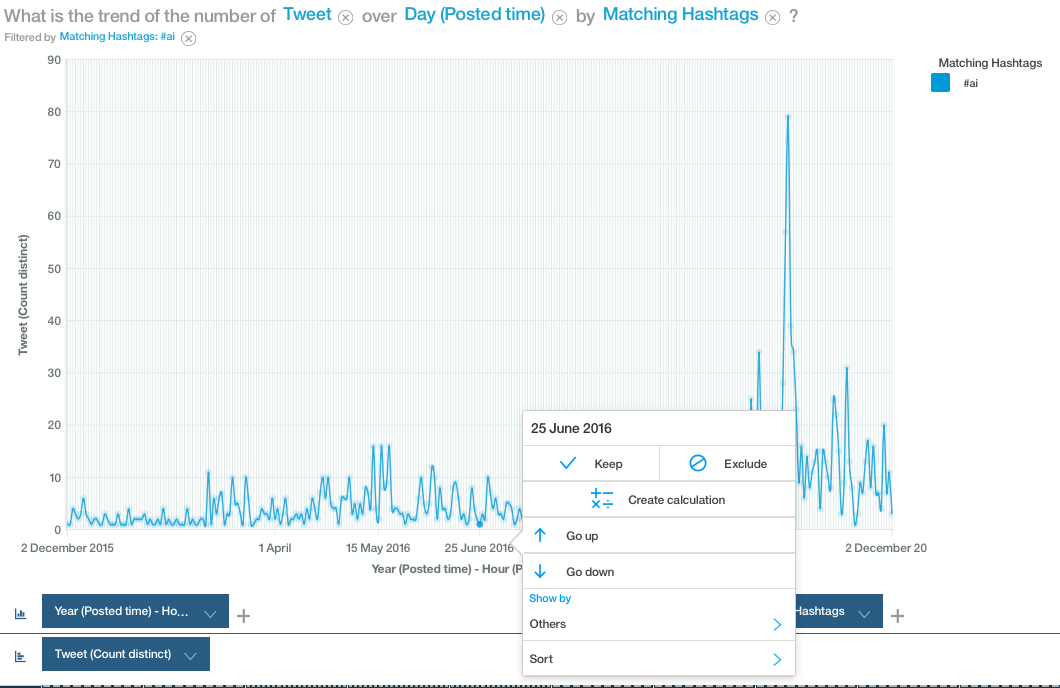 What is the trend of the number of Tweet over Day (Posted time) by Matching Hashtags ?
Filtered by Matching Hashtags: #ai
90
80
70
60
50
40
30
20
10
0
Tweet (Count distinct)
Matching Hashtags
#ai
2 December 2015
1 April
15 May 2016
25 June 2016
2 December 20
Year (Posted time) - Hour (P
25 June 2016
Keep
Exclude
Create calculation
Go up
Go down
Show by
Others
Sort
Year (Posted time) - Ho...
Hashtags
Tweet (Count distinct)